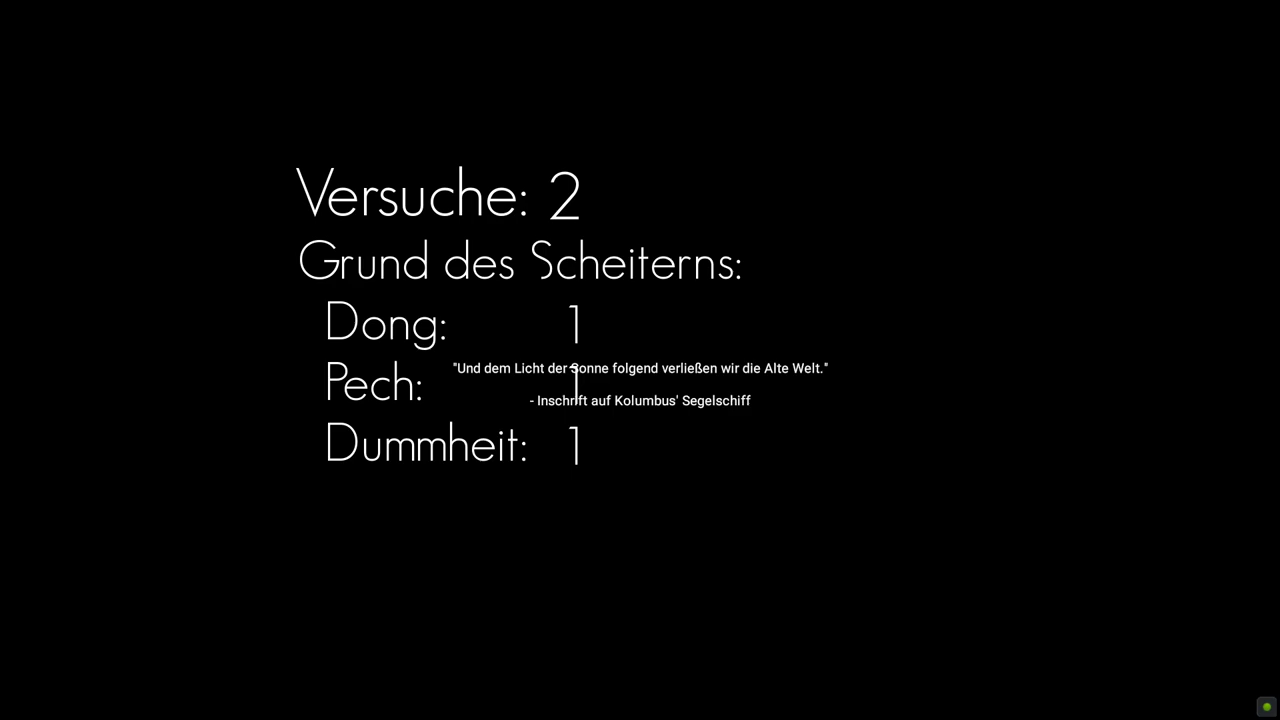 Versuche: 2
Grund des Scheiterns:
Dong: 1
Pech: 1
"Und dem Licht der Sonne folgend verließen wir die Alte Welt."
- Inschrift auf Kolumbus' Segelschiff
Dummheit: 1